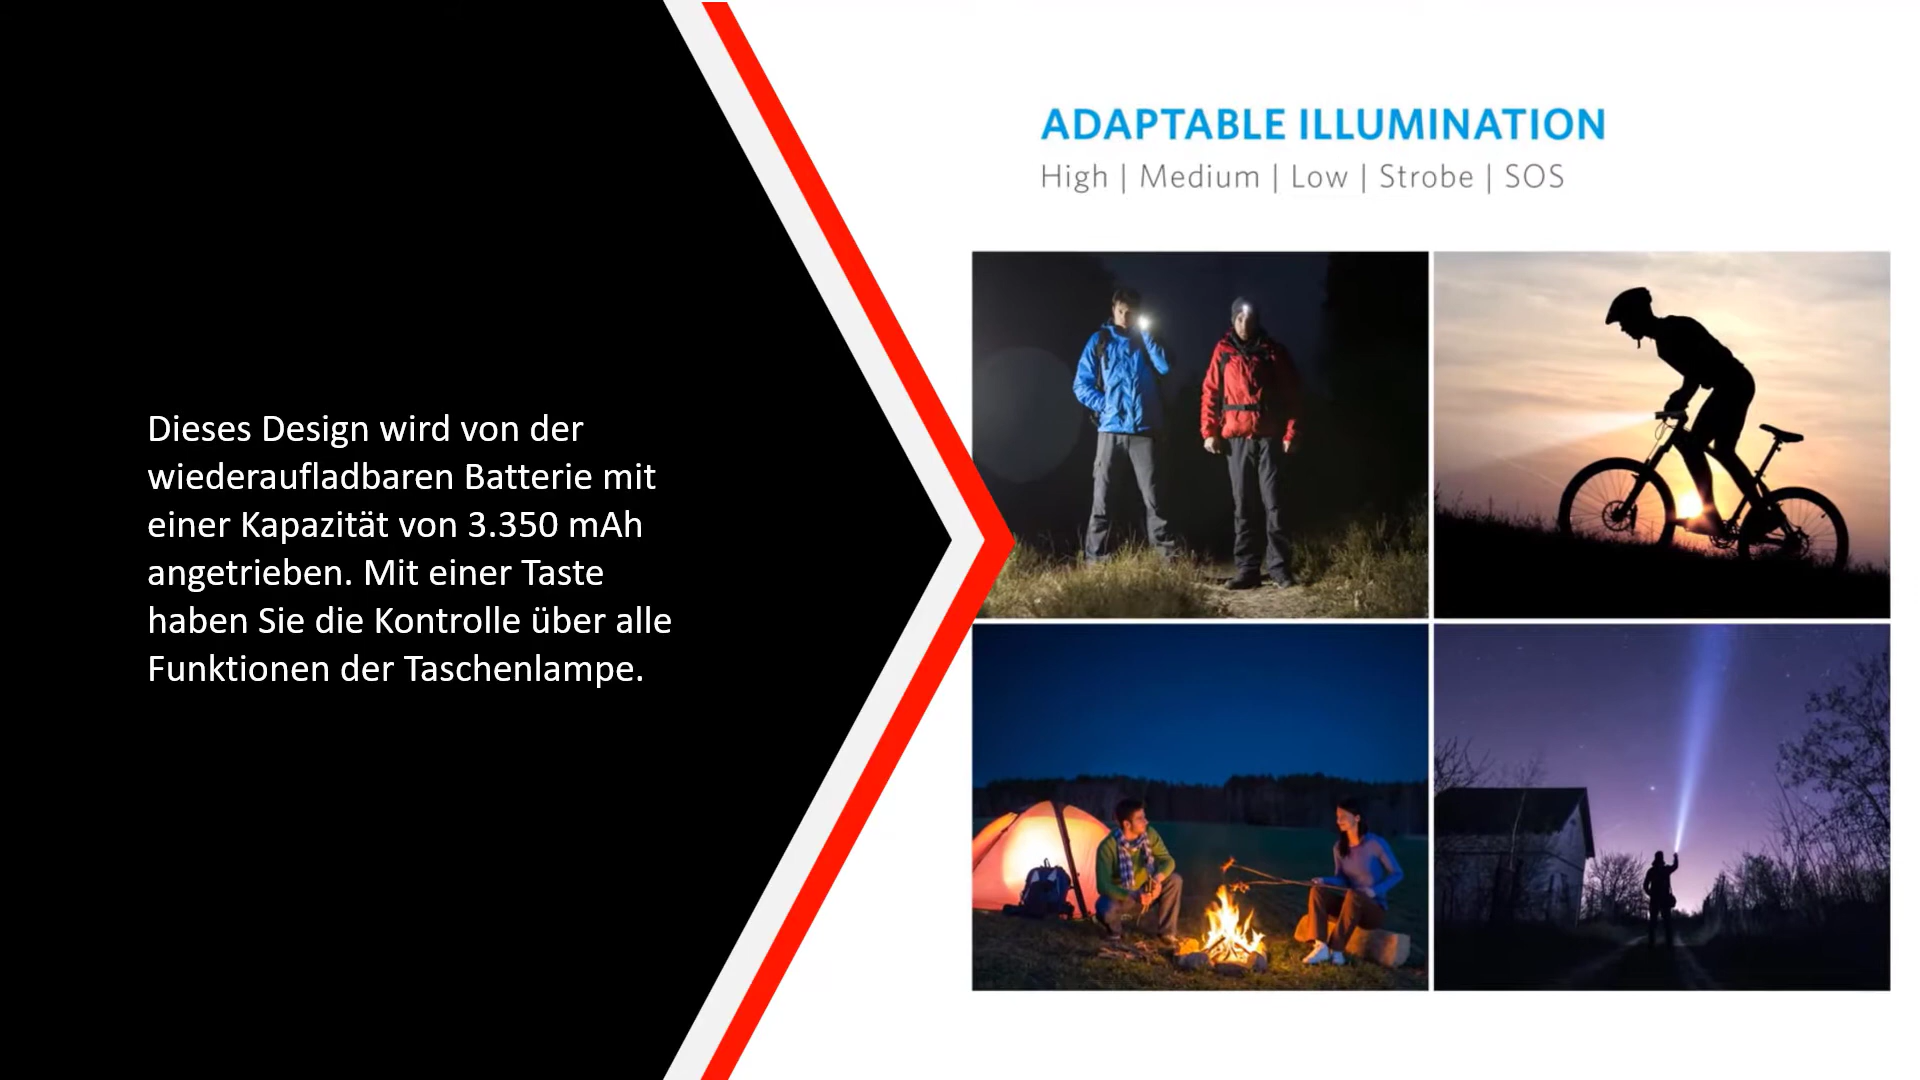 Dieses Design wird von der
wiederaufladbaren Batterie mit
einer Kapazität von 3.350 mAh
angetrieben. Mit einer Taste
haben Sie die Kontrolle über alle
Funktionen der Taschenlampe.
ADAPTABLE ILLUMINATION
High | Medium | Low | Strobe | SOS